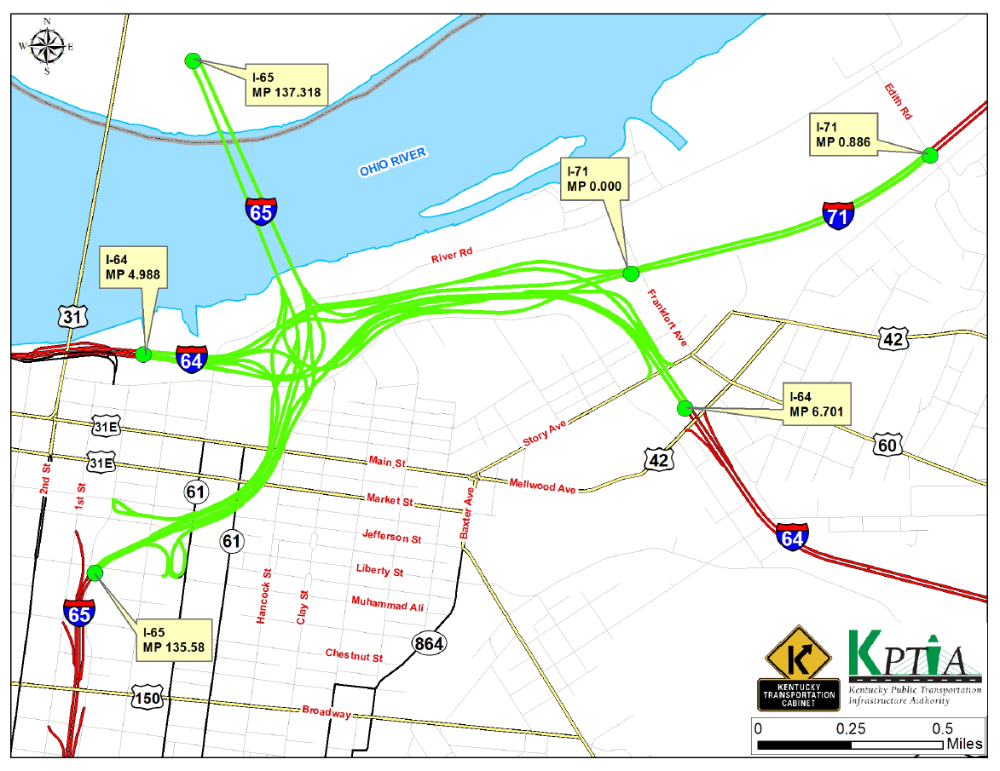 N
W E
S
I-65
MP 137.318
Edith Rd
I-71
MP 0.886
OHIO RIVER
I-71
MP 0.000
65
71
I-64
MP 4.988
River Rd
31
Frankfort Ave
42
64
I-64
MP 6.701
31E
Story Ave
60
31E
42
Main St
2nd St
1st St
61
Mellwood Ave
Market St
Baxter Ave
61
Jefferson St
64
Liberty St
Hancock St
Clay St
Muhammad Ali
65
I-65
MP 135.58
864
Chestnut St
150
Broadway
K
KENTUCKY
TRANSPORTATION
CABINET
KPTIA
Kentucky Public Transportation
Infrastructure Authority
0 0.25 0.5
Miles